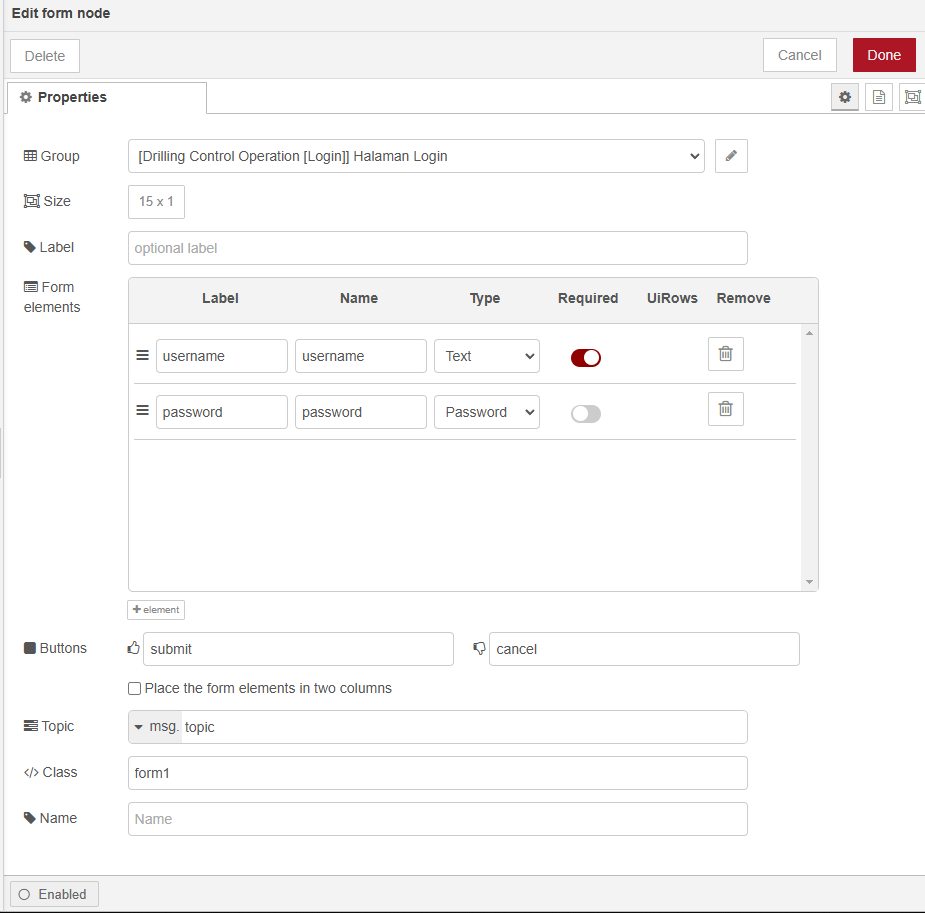 Edit form node
Delete
Cancel
Done
Properties
Group
[Drilling Control Operation [Login]] Halaman Login
Size
15 x 1
Label
optional label
Form
elements
Label Name Type Required UiRows Remove
username username Text
password password Password
+ element
Buttons
submit
cancel
Place the form elements in two columns
Topic
msg. topic
</> Class
form1
Name
Name
Enabled